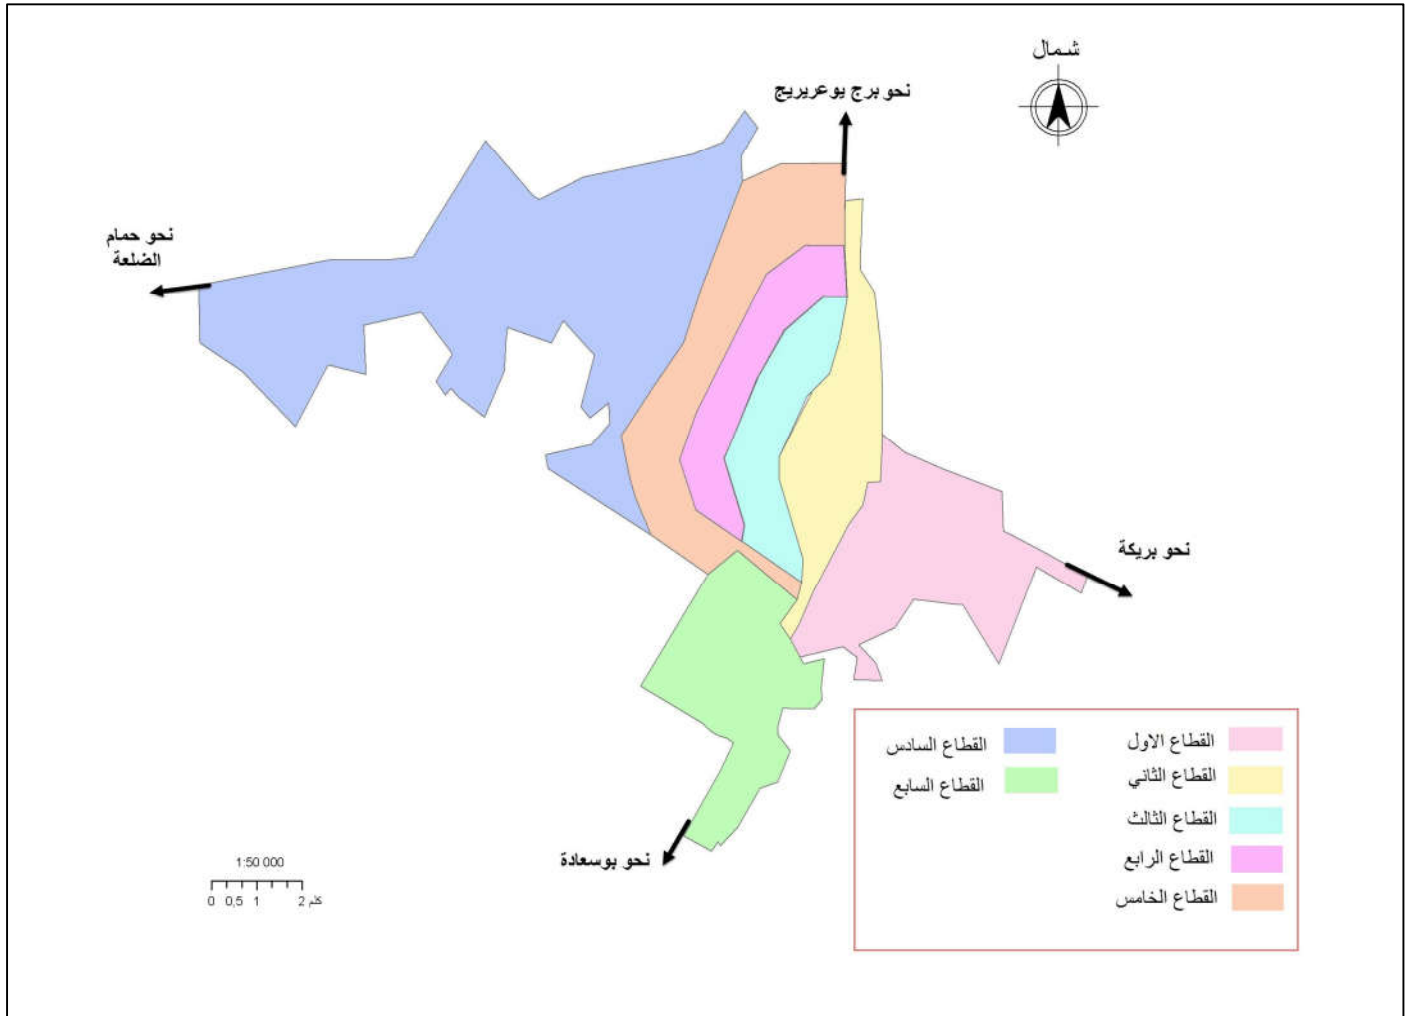 شمال
نحو برج يوعريريج
نحو حمام
الضلعة
نحو بريكة
نحو بوسعادة
القطاع الاول
القطاع الثاني
القطاع الثالث
القطاع الرابع
القطاع الخامس
القطاع السادس
القطاع السابع
1:50 000
0 0,5 1 2 كلم